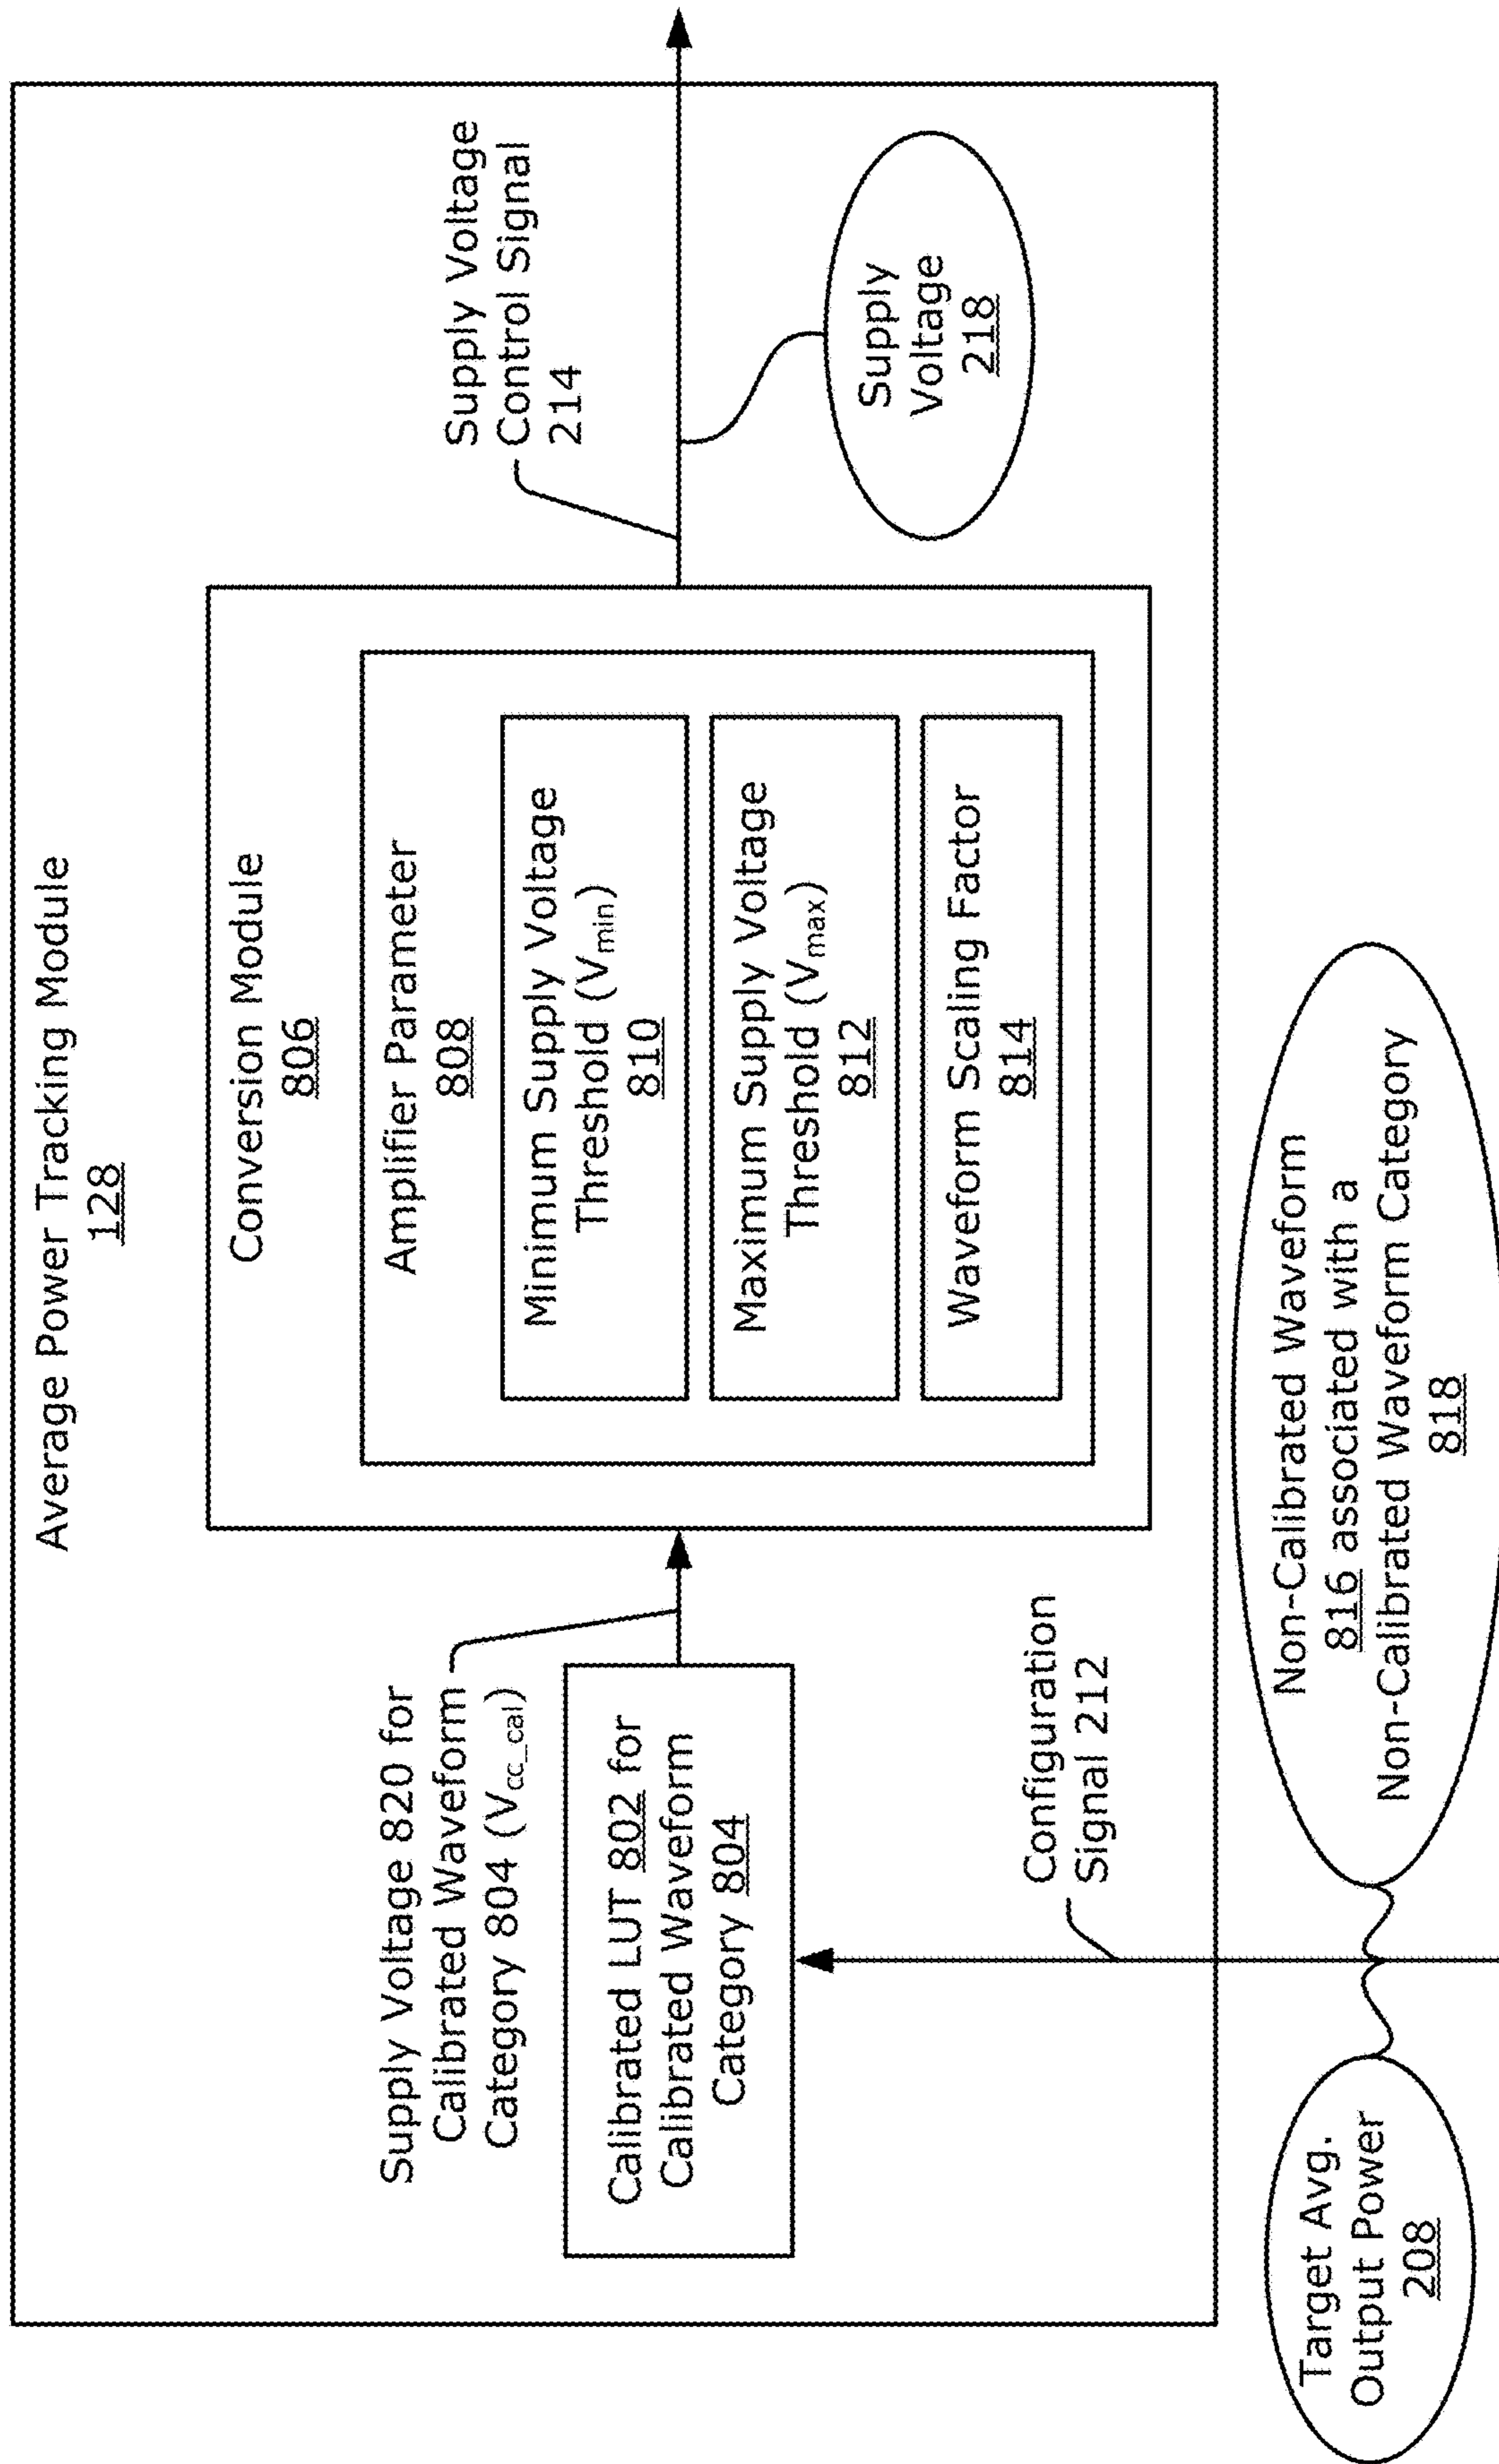 Average Power Tracking Module
128
Supply Voltage 820 for
Calibrated Waveform
Category 804 (Vcc_cal)
Calibrated LUT 802 for
Calibrated Waveform
Category 804
Configuration
Signal 212
Conversion Module
806
Amplifier Parameter
808
Minimum Supply Voltage
Threshold (Vmin)
810
Maximum Supply Voltage
Threshold (Vmax)
812
Waveform Scaling Factor
814
Supply Voltage
Control Signal
214
Supply
Voltage
218
Target Avg.
Output Power
208
Non-Calibrated Waveform
816 associated with a
Non-Calibrated Waveform Category
818